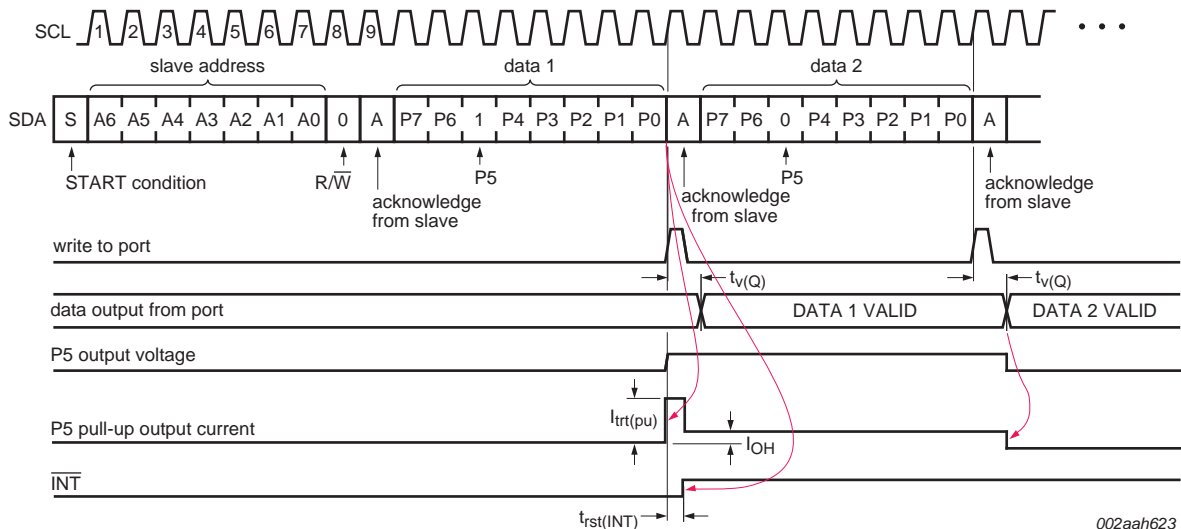 SCL 1 2 3 4 5 6 7 8 9
slave address data 1 data 2
SDA S A6 A5 A4 A3 A2 A1 A0 0 A P7 P6 1 P4 P3 P2 P1 P0 A P7 P6 0 P4 P3 P2 P1 P0 A
START condition R/W̅ acknowledge from slave P5 acknowledge from slave P5 acknowledge from slave
write to port
tv(Q) tv(Q)
data output from port DATA 1 VALID DATA 2 VALID
P5 output voltage
Itrt(pu)
P5 pull-up output current
IOH
I̅N̅T̅
trst(INT)
002aah623